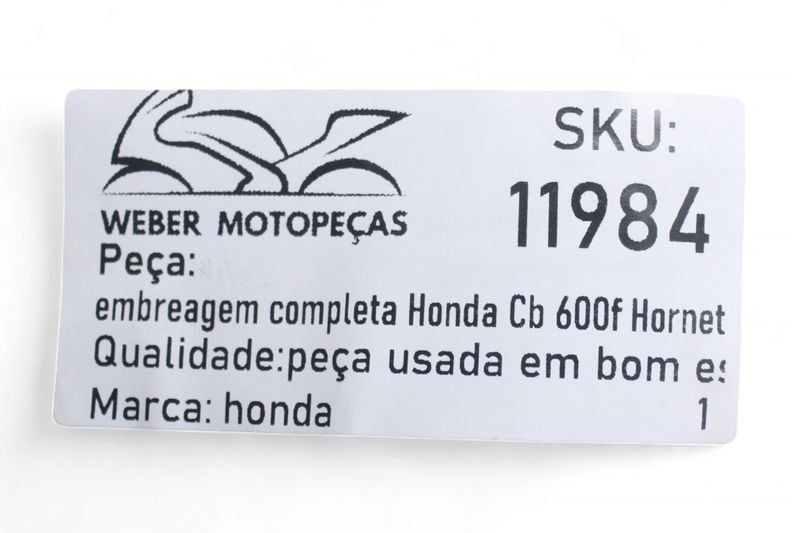 WEBER MOTOPEÇAS
SKU:
11984
Peça:
embreagem completa Honda Cb 600f Hornet
Qualidade:peça usada em bom es
Marca: honda
1